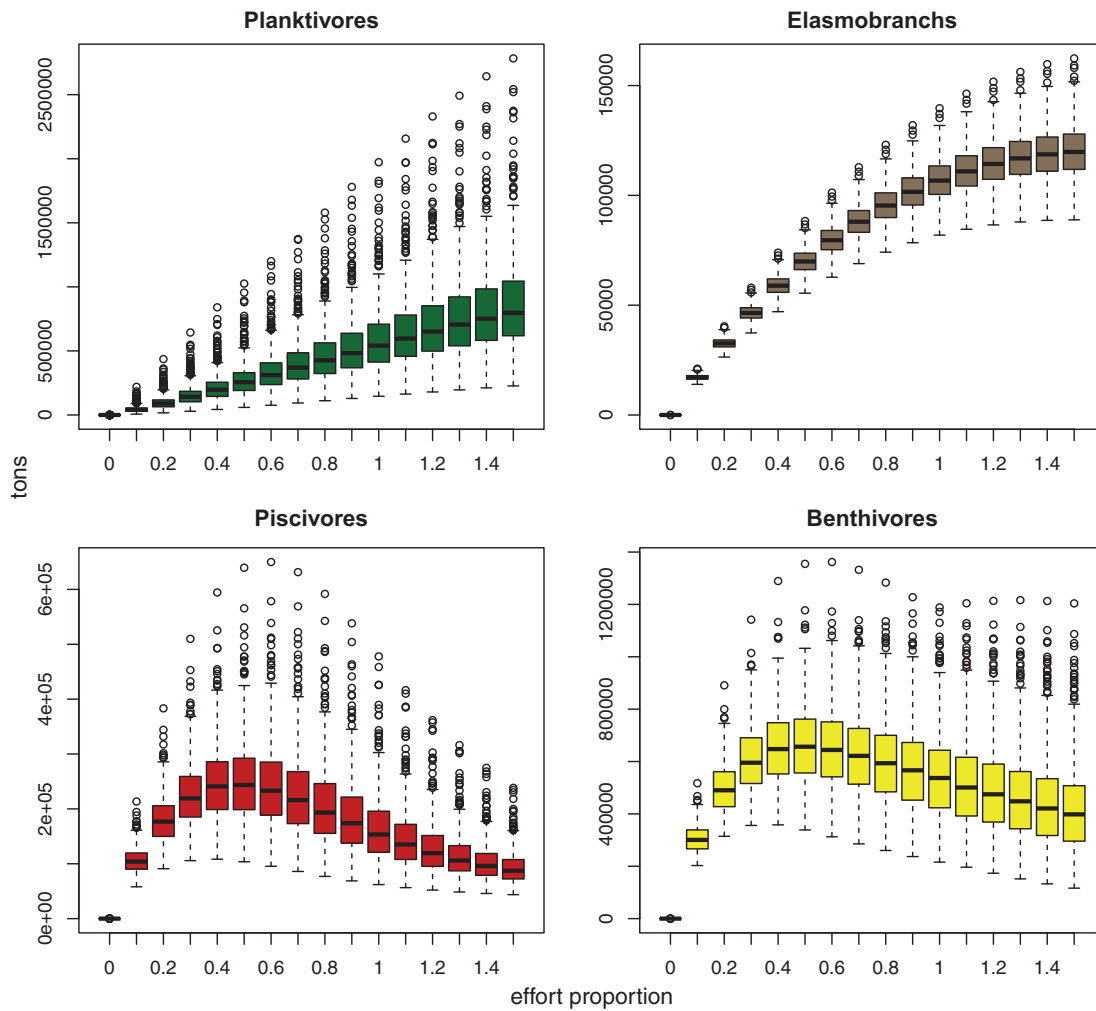 Planktivores
Elasmobranchs
0 500000 1500000 2500000
0 50000 100000 150000
0 0.2 0.4 0.6 0.8 1 1.2 1.4
0 0.2 0.4 0.6 0.8 1 1.2 1.4
tons
Piscivores
Benthivores
0e+00 2e+05 4e+05 6e+05
0 400000 800000 1200000
0 0.2 0.4 0.6 0.8 1 1.2 1.4
0 0.2 0.4 0.6 0.8 1 1.2 1.4
effort proportion